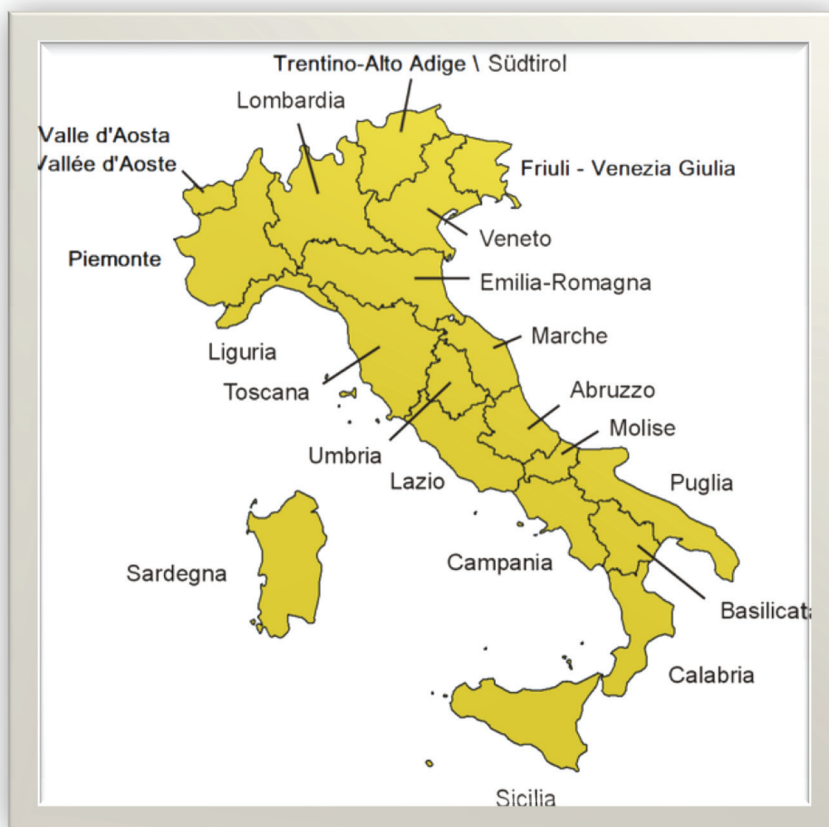 Trentino-Alto Adige \ Südtirol
Lombardia
Valle d'Aosta
Vallée d'Aoste
Friuli - Venezia Giulia
Veneto
Piemonte
Emilia-Romagna
Marche
Liguria
Toscana
Abruzzo
Molise
Umbria
Lazio
Puglia
Campania
Sardegna
Basilicata
Calabria
Sicilia